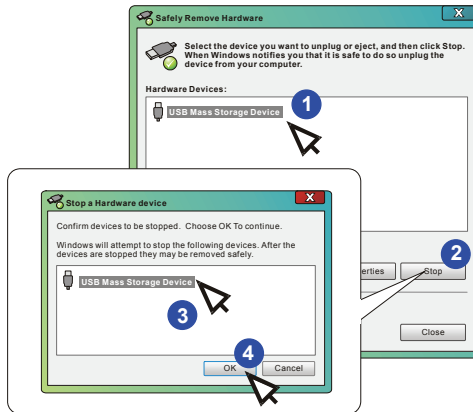 Safely Remove Hardware
X
Select the device you want to unplug or eject, and then click Stop.
When Windows notifies you that it is safe to do so unplug the
device from your computer.
Hardware Devices:
USB Mass Storage Device
1
2
erties
Stop
Close
Stop a Hardware device
X
Confirm devices to be stopped. Choose OK To continue.
Windows will attempt to stop the following devices. After the
devices are stopped they may be removed safely.
USB Mass Storage Device
3
4
OK
Cancel